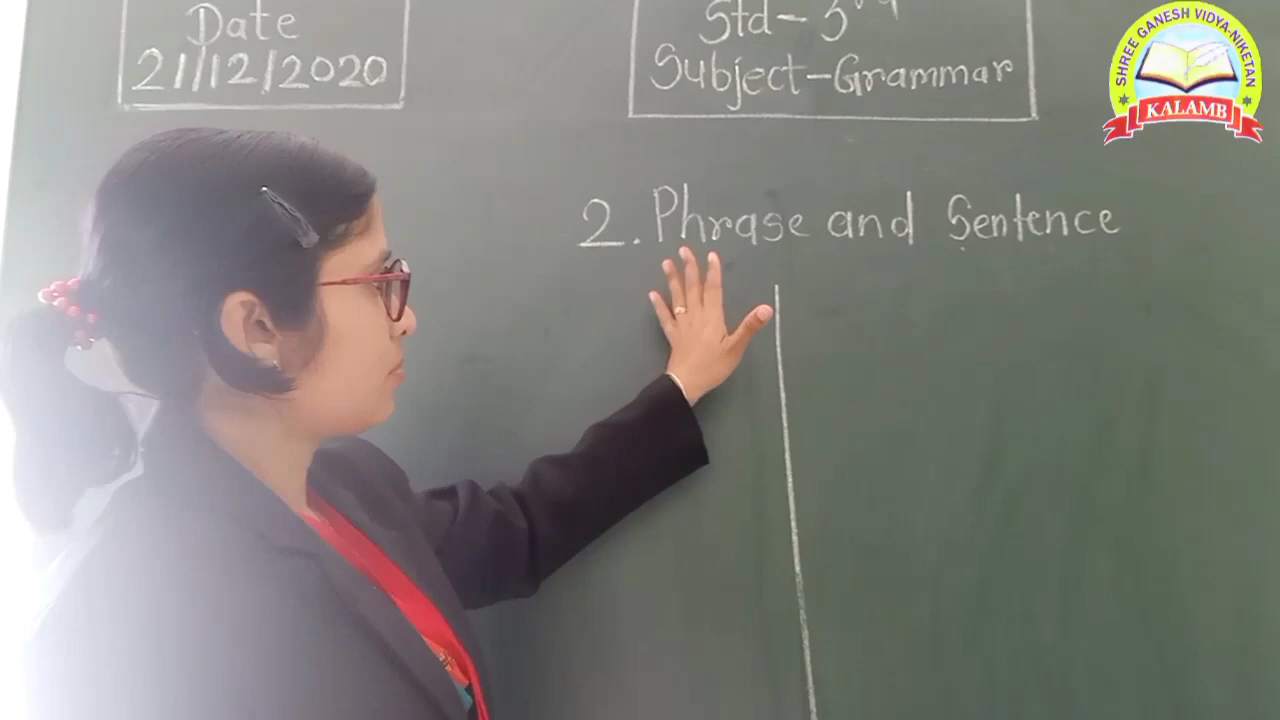 Date
21/12/2020
Std-3rd
Subject-Grammar
SHREE GANESH VIDYA-NIKETAN
KALAMB
2. Phrase and Sentence